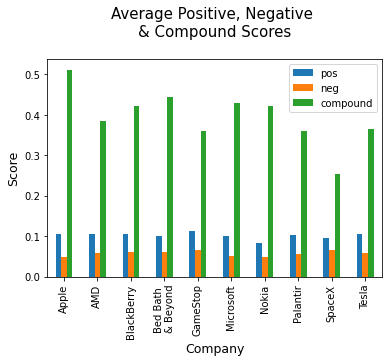 Average Positive, Negative
& Compound Scores
pos
neg
compound
Score
0.5
0.4
0.3
0.2
0.1
0.0
Apple
AMD
BlackBerry
Bed Bath
& Beyond
GameStop
Microsoft
Nokia
Palantir
SpaceX
Tesla
Company